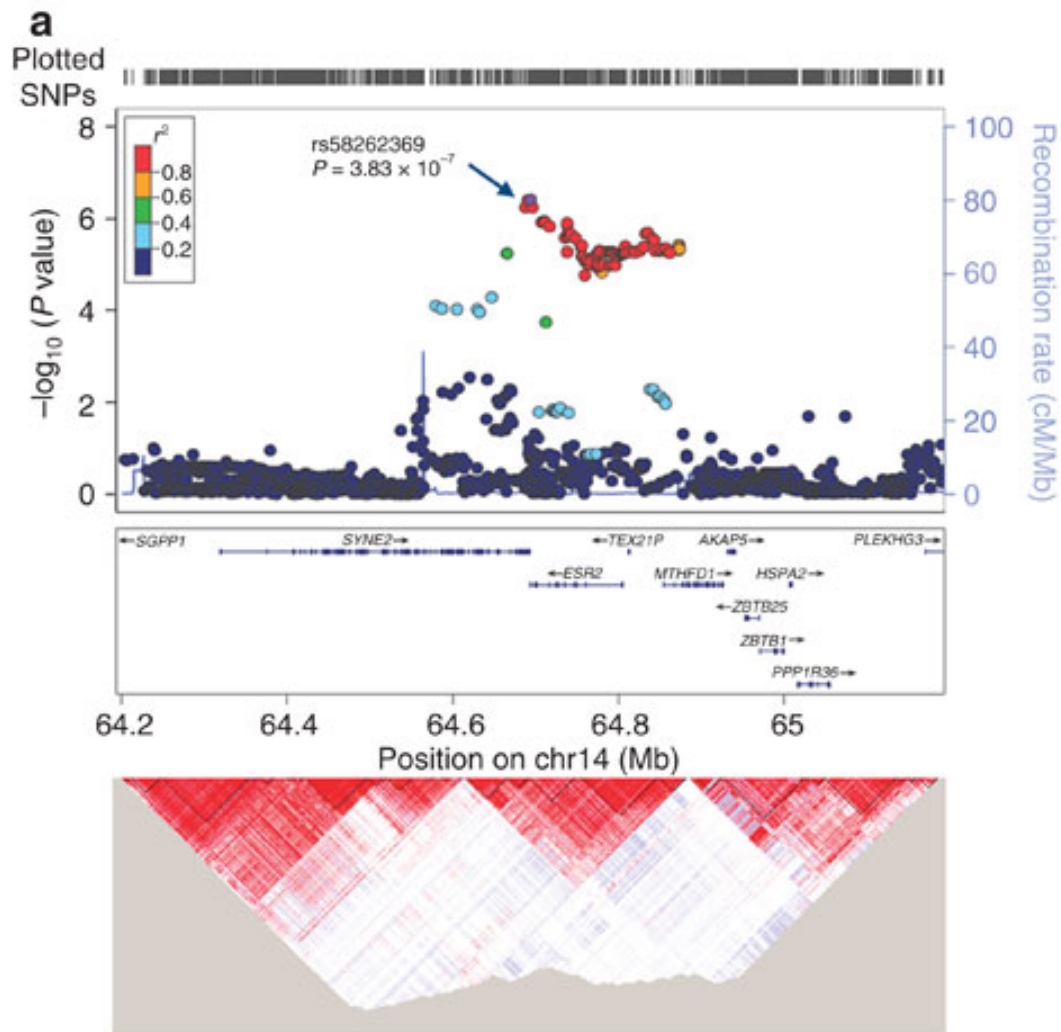 a
Plotted
SNPs
r²
0.8
0.6
0.4
0.2
rs58262369
P = 3.83 × 10⁻⁷
8
6
4
2
0
–log₁₀ (P value)
100
80
60
40
20
0
Recombination rate (cM/Mb)
←SGPP1 SYNE2→ ←TEX21P AKAP5→ PLEKHG3→
←ESR2 MTHFD1→ HSPA2→
←ZBTB25
ZBTB1→
PPP1R36→
64.2 64.4 64.6 64.8 65
Position on chr14 (Mb)